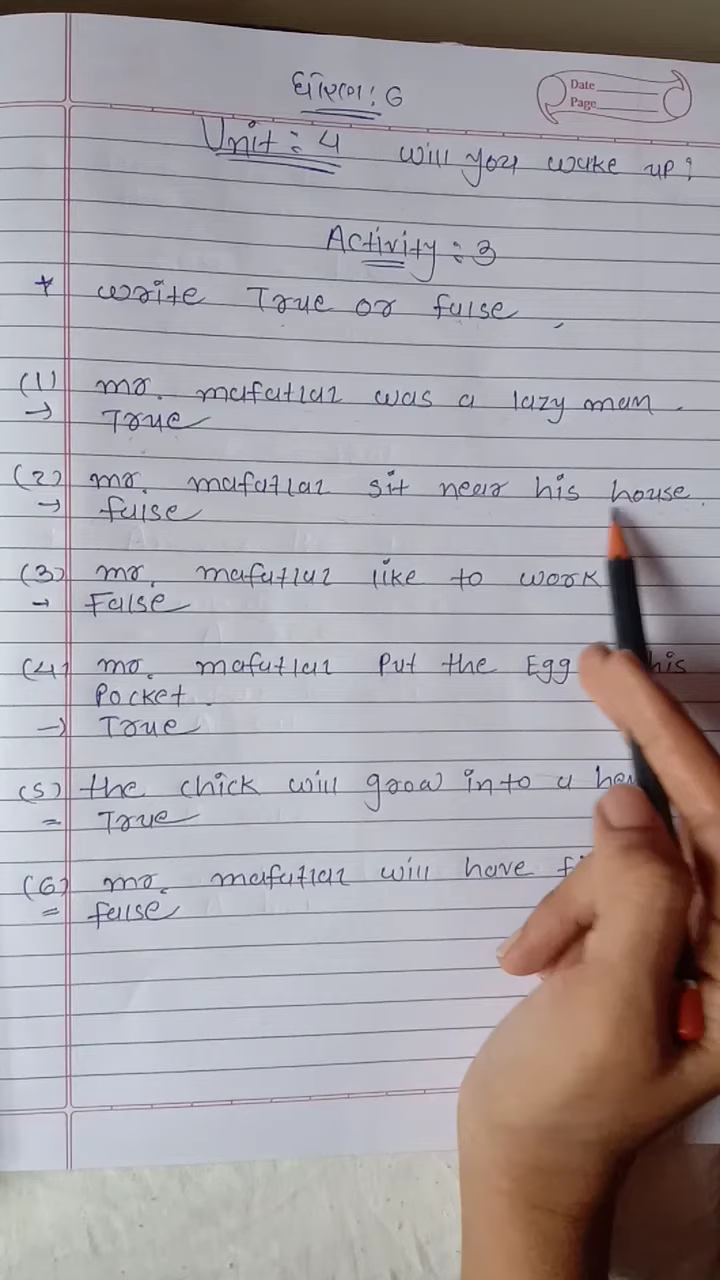 ધોરણ: 6
Date
Page
Unit: 4 will you wake up?
Activity: 3
* write True or false
(1) mr. mafatlal was a lazy man.
→ True
(2) mr. mafatlal sit near his house.
→ false
(3) mr. mafatlal like to work
→ False
(4) mr. mafatlal Put the Egg his
Pocket.
→ True
(5) the chick will grow into a
= True
(6) mr. mafatlal will have
= false